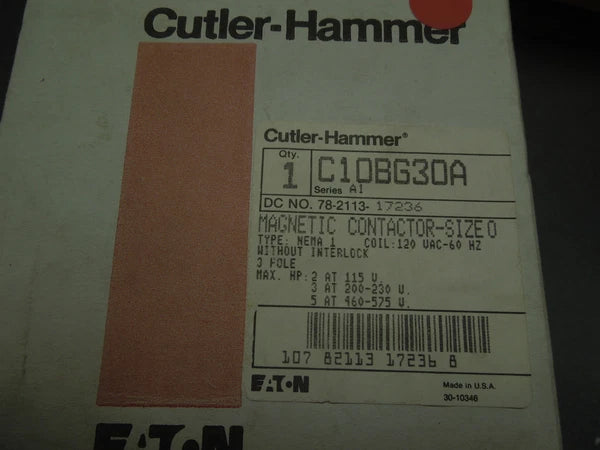 Cutler-Hammer
Cutler-Hammer®
Qty.
1 C10BG30A
Series A1
DC NO. 78-2113-17236
MAGNETIC CONTACTOR-SIZE 0
TYPE: NEMA 1 COIL:120 VAC-60 HZ
WITHOUT INTERLOCK
3 POLE
MAX. HP: 2 AT 115 V.
3 AT 200-230 V.
5 AT 460-575 V.
107 82113 17236 8
EATON
Made in U.S.A.
30-10346
EATON